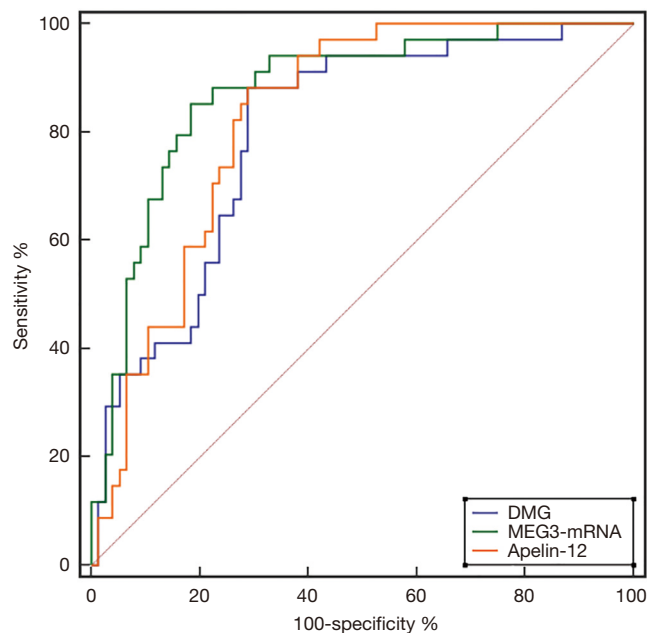 100
80
60
40
20
0
Sensitivity %
0 20 40 60 80 100
100-specificity %
DMG
MEG3-mRNA
Apelin-12